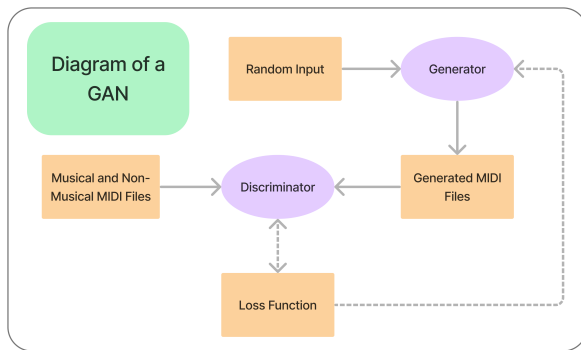 Diagram of a
GAN
Random Input
Generator
Musical and Non-
Musical MIDI Files
Discriminator
Generated MIDI
Files
Loss Function